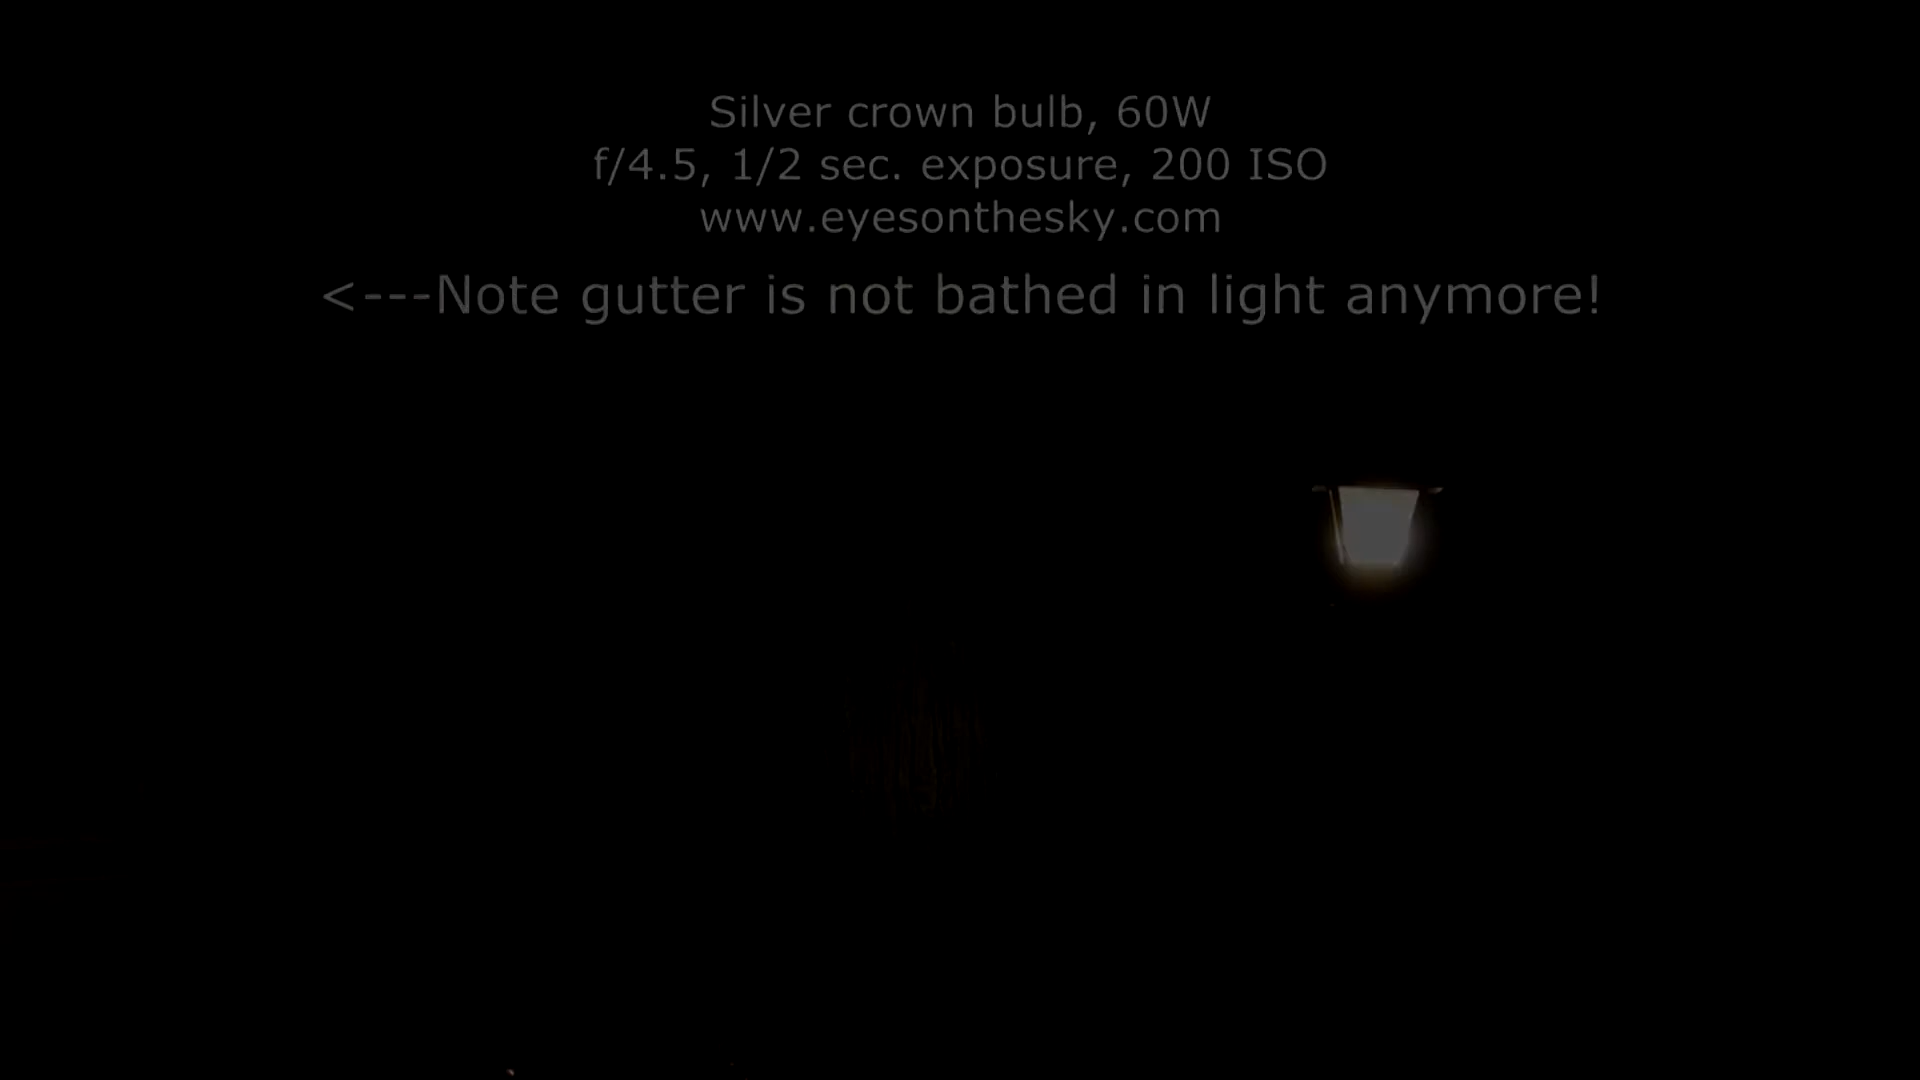 Silver crown bulb, 60W
f/4.5, 1/2 sec. exposure, 200 ISO
www.eyesonthesky.com
<---Note gutter is not bathed in light anymore!